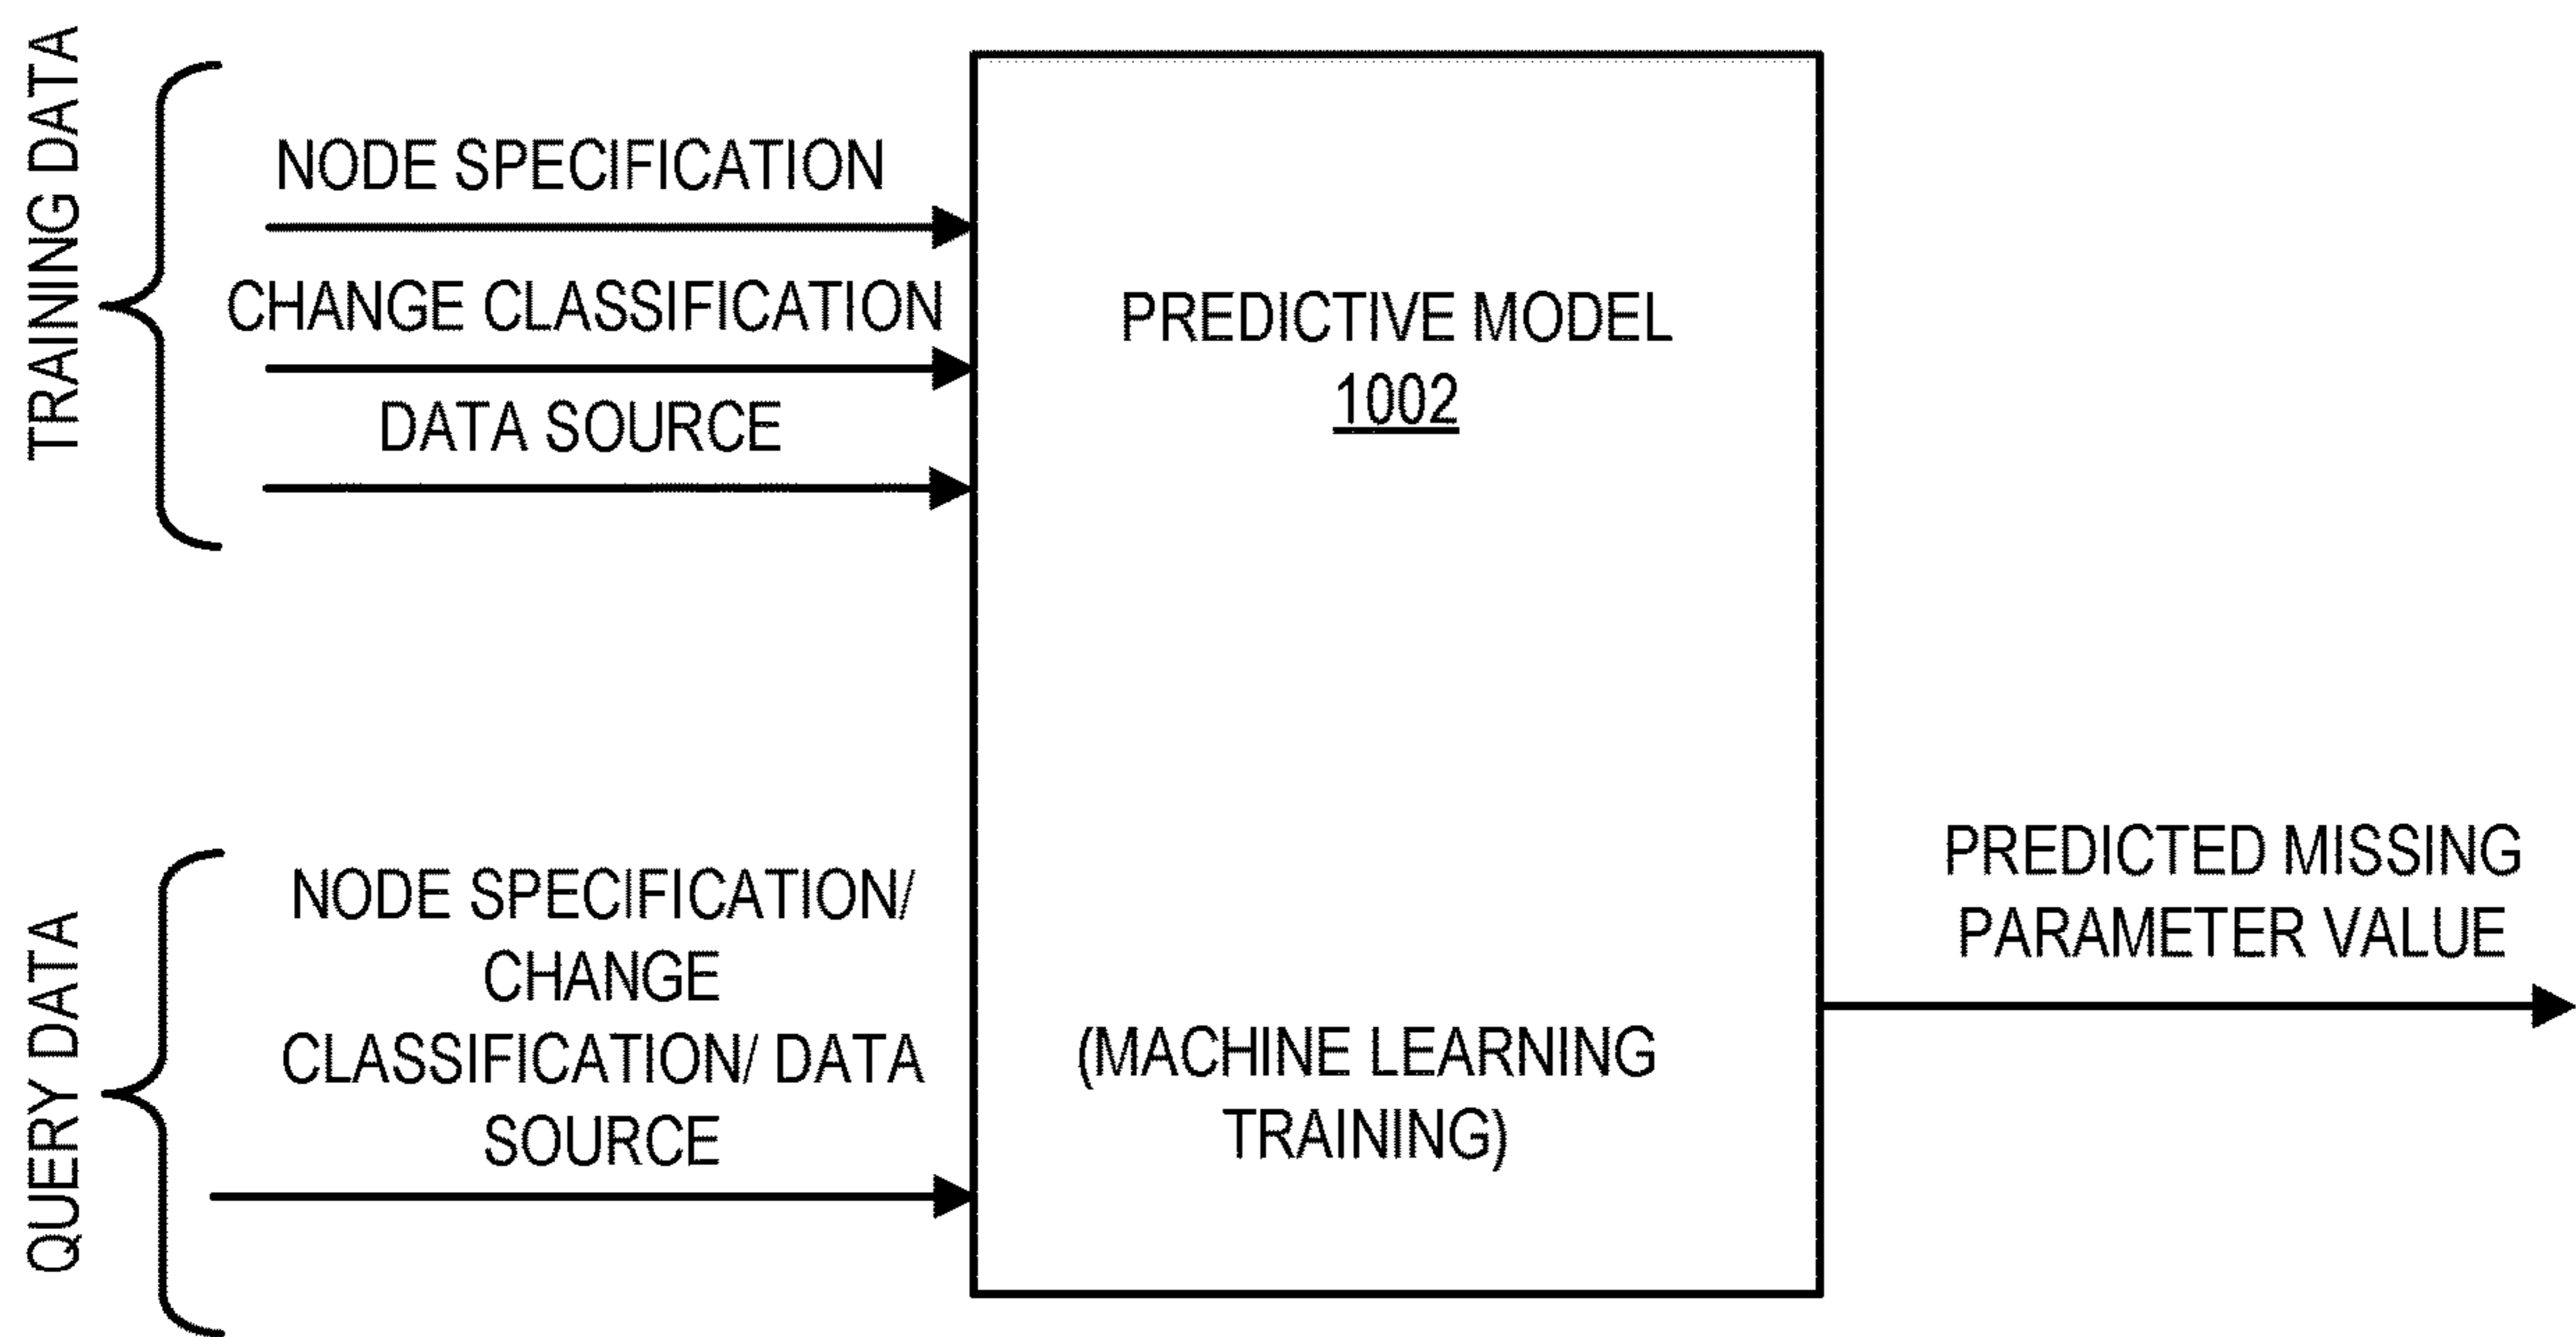 TRAINING DATA
NODE SPECIFICATION
CHANGE CLASSIFICATION
DATA SOURCE
PREDICTIVE MODEL
1002
QUERY DATA
NODE SPECIFICATION/
CHANGE
CLASSIFICATION/ DATA
SOURCE
(MACHINE LEARNING
TRAINING)
PREDICTED MISSING
PARAMETER VALUE